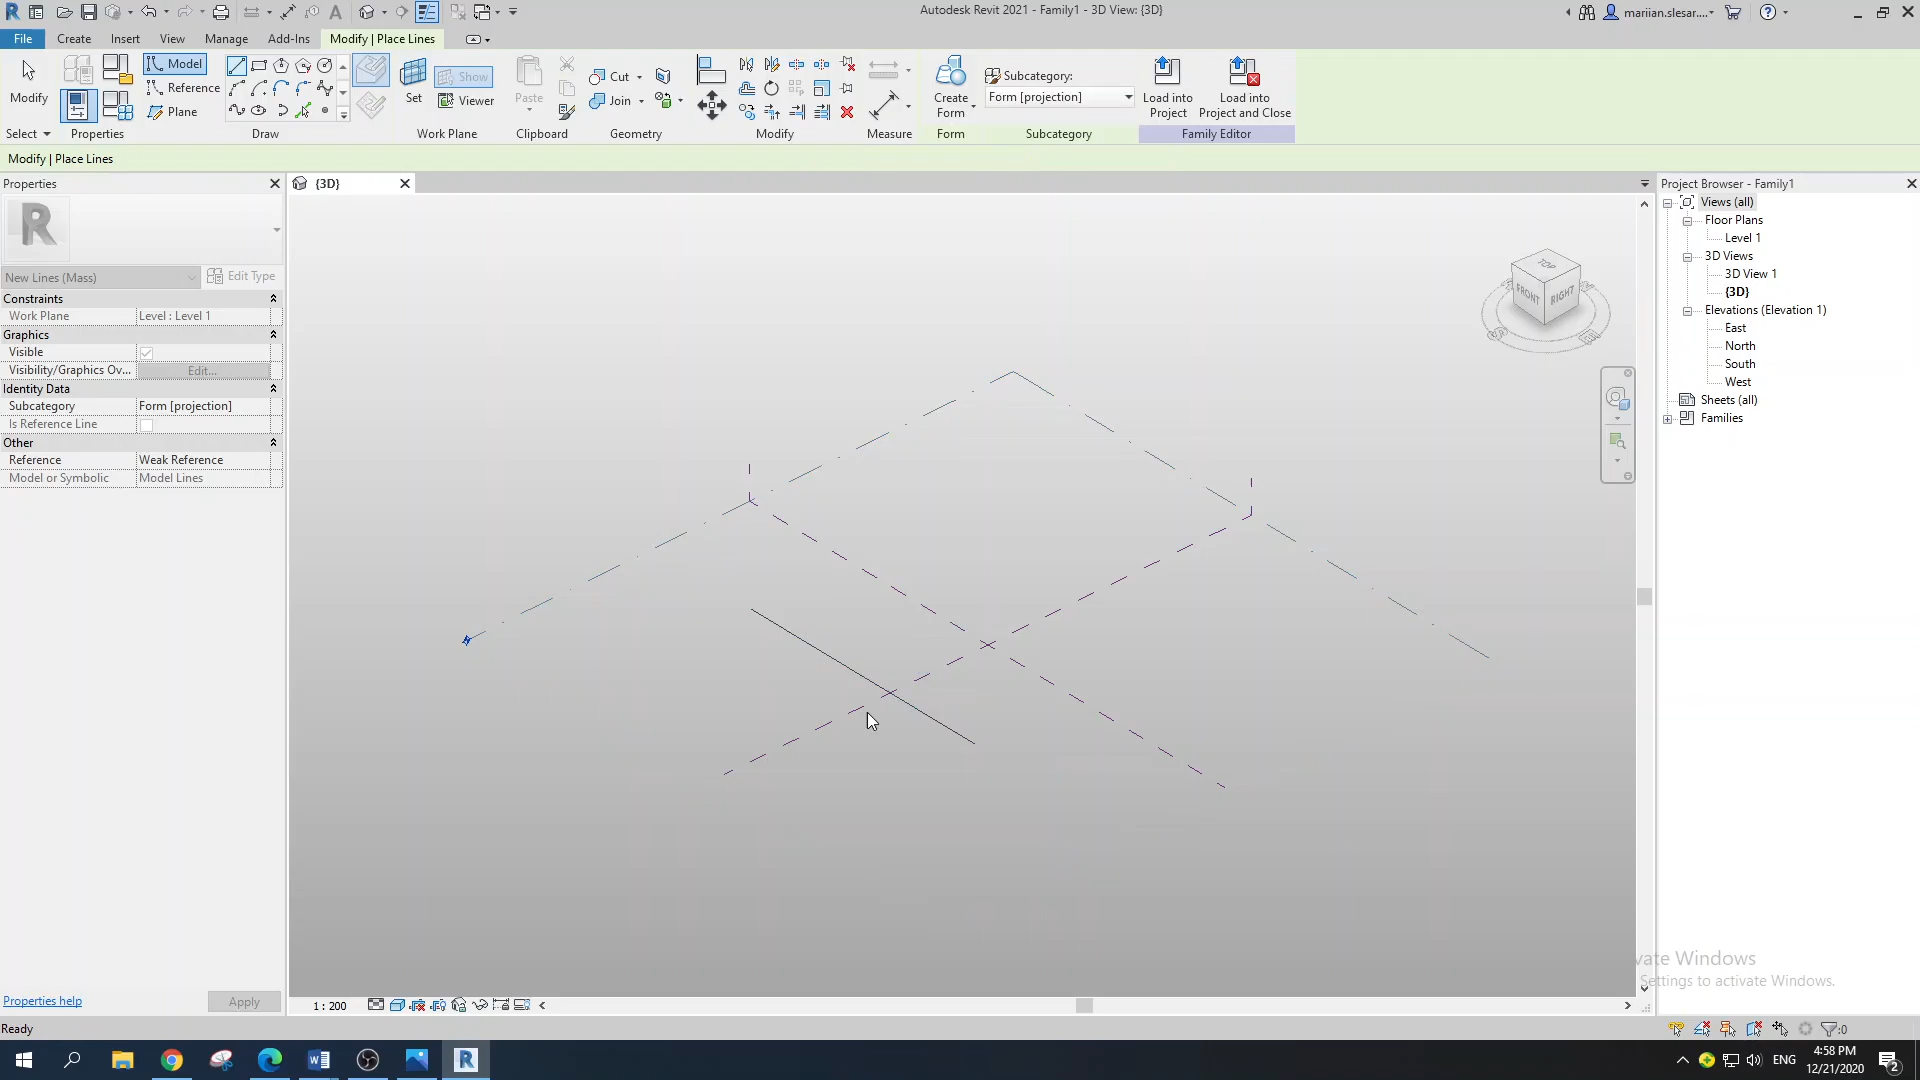 Autodesk Revit 2021 - Family1 - 3D View: {3D}
mariian.slesar....
File
Create
Insert
View
Manage
Add-Ins
Modify | Place Lines
Modify
Model
Reference
Plane
Set
Show
Viewer
Paste
Cut
Join
Create
Form
Subcategory:
Form [projection]
Load into
Project
Load into
Project and Close
Select
Properties
Draw
Work Plane
Clipboard
Geometry
Modify
Measure
Form
Subcategory
Family Editor
Modify | Place Lines
Properties
{3D}
Project Browser - Family1
R
New Lines (Mass)
Edit Type
Constraints
Work Plane
Level : Level 1
Graphics
Visible
Visibility/Graphics Ov...
Edit...
Identity Data
Subcategory
Form [projection]
Is Reference Line
Other
Reference
Weak Reference
Model or Symbolic
Model Lines
TOP
FRONT
RIGHT
Views (all)
Floor Plans
Level 1
3D Views
3D View 1
{3D}
Elevations (Elevation 1)
East
North
South
West
Sheets (all)
Families
vate Windows
Settings to activate Windows.
Properties help
Apply
1 : 200
Ready
:0
ENG
4:58 PM
12/21/2020
2